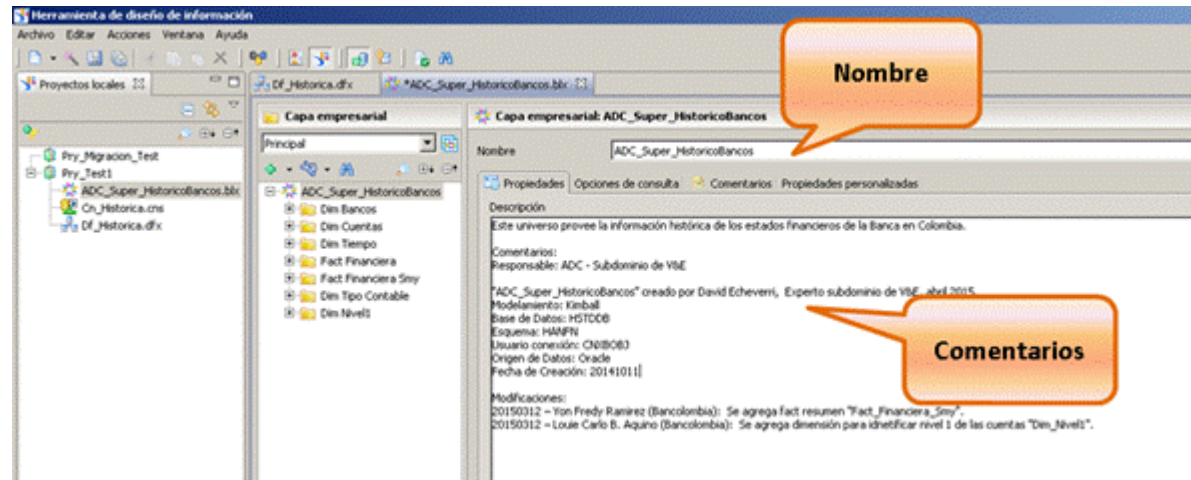 Herramienta de diseño de información
Archivo Editar Acciones Ventana Ayuda
Proyectos locales
Df_Historica.dfx
*ADC_Super_HistoricoBancos.blx
Nombre
Capa empresarial
Capa empresarial: ADC_Super_HistoricoBancos
Principal
Nombre
ADC_Super_HistoricoBancos
Pry_Migracion_Test
Pry_Test1
ADC_Super_HistoricoBancos.blx
Cn_Historica.cns
Df_Historica.dfx
ADC_Super_HistoricoBancos
Dim Bancos
Dim Cuentas
Dim Tiempo
Fact Financiera
Fact Financiera Smy
Dim Tipo Contable
Dim Nivel1
Propiedades Opciones de consulta Comentarios Propiedades personalizadas
Descripción
Este universo provee la información histórica de los estados financieros de la Banca en Colombia.
Comentarios:
Responsable: ADC - Subdominio de V&E
"ADC_Super_HistoricoBancos" creado por David Echeverri, Experto subdominio de V&E, abril 2015.
Modelamiento: Kimball
Base de Datos: HSTDDB
Esquema: HANFN
Usuario conexión:
Origen de Datos: Oracle
Fecha de Creación: 20141011
Comentarios
Modificaciones:
20150312 – Yon Fredy Ramirez (Bancolombia): Se agrega fact resumen "Fact_Financiera_Smy".
20150312 – Louie Carlo B. Aquino (Bancolombia): Se agrega dimensión para idnetificar nivel 1 de las cuentas "Dim_Nivel1".